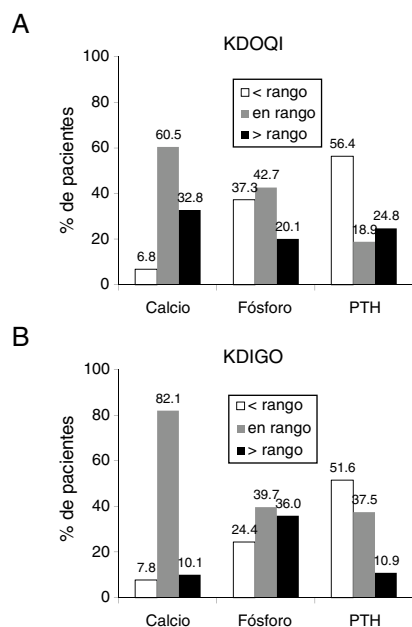 A
KDOQI
100
80
60
40
20
0
% de pacientes
< rango
en rango
> rango
6.8
60.5
32.8
37.3
42.7
20.1
56.4
18.9
24.8
Calcio
Fósforo
PTH
B
KDIGO
100
80
60
40
20
0
% de pacientes
< rango
en rango
> rango
7.8
82.1
10.1
24.4
39.7
36.0
51.6
37.5
10.9
Calcio
Fósforo
PTH